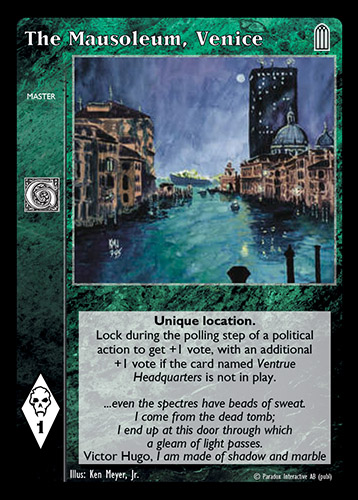 The Mausoleum, Venice
MASTER
Unique location.
Lock during the polling step of a political
action to get +1 vote, with an additional
+1 vote if the card named Ventrue
Headquarters is not in play.
...even the spectres have beads of sweat.
I come from the dead tomb;
I end up at this door through which
a gleam of light passes.
Victor Hugo, I am made of shadow and marble
1
Illus: Ken Meyer, Jr.
© Paradox Interactive AB (publ)